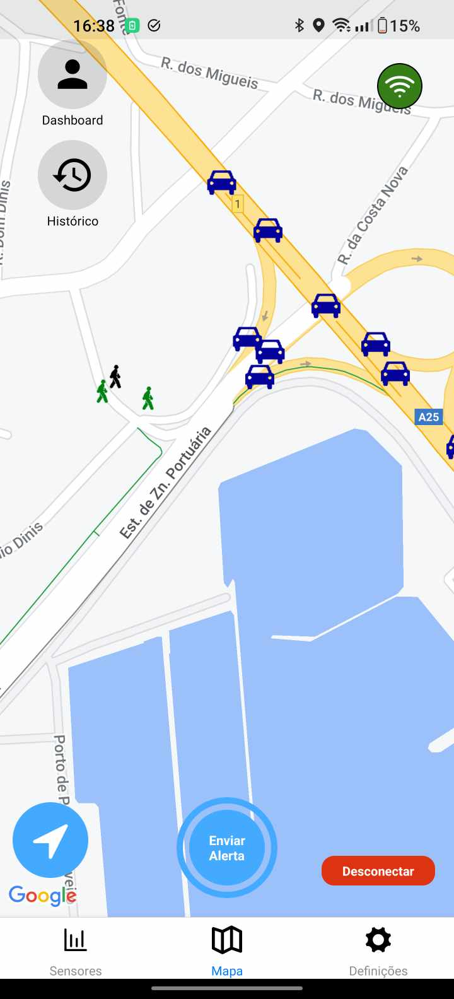 16:38
15%
Fonte
R. dos Migueis
R. dos Migueis
Dashboard
Histórico
R. Dom Dinis
1
R. da Costa Nova
A25
Est. de Zn. Portuária
io Dinis
Porto de P
vei
Enviar
Alerta
Desconectar
Google
Sensores
Mapa
Definições